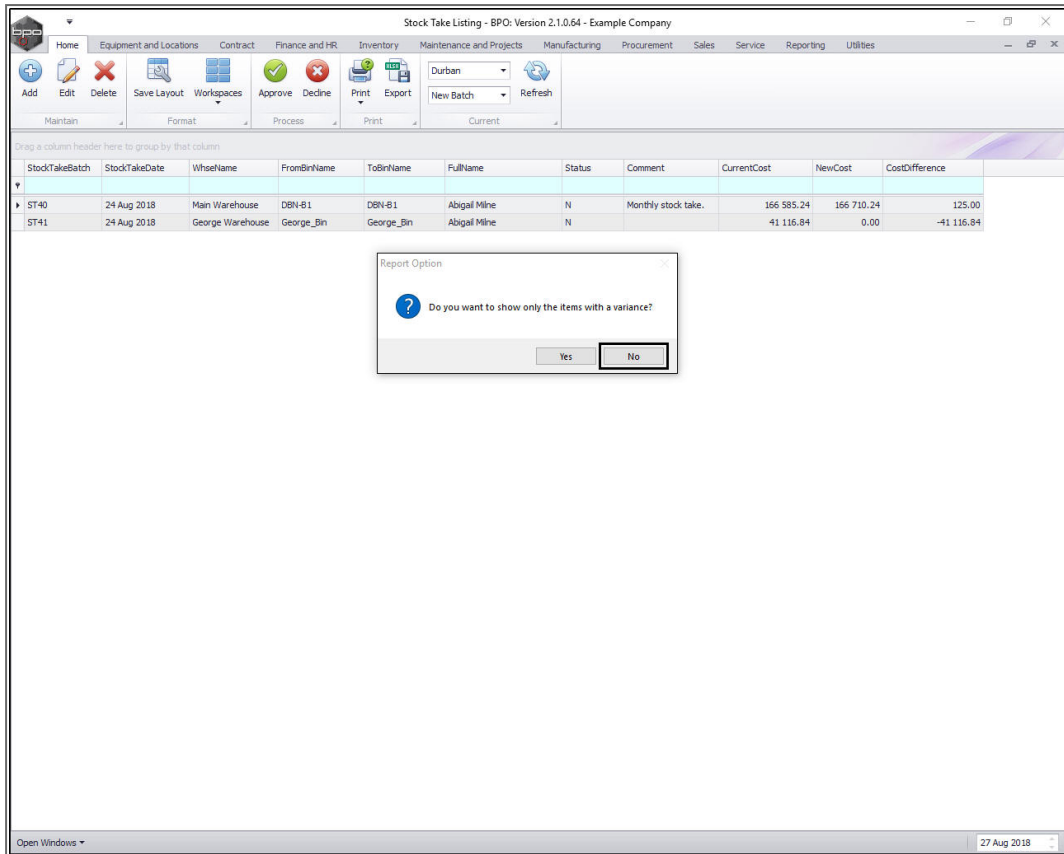 Stock Take Listing - BPO: Version 2.1.0.64 - Example Company
bpo
Home Equipment and Locations Contract Finance and HR Inventory Maintenance and Projects Manufacturing Procurement Sales Service Reporting Utilities
Durban
Add Edit Delete Save Layout Workspaces Approve Decline Print Export New Batch Refresh
Maintain Format Process Print Current
Drag a column header here to group by that column
StockTakeBatch StockTakeDate WhseName FromBinName ToBinName FullName Status Comment CurrentCost NewCost CostDifference
ST40 24 Aug 2018 Main Warehouse DBN-B1 DBN-B1 Abigail Milne N Monthly stock take. 166 585.24 166 710.24 125.00
ST41 24 Aug 2018 George Warehouse George_Bin George_Bin Abigail Milne N 41 116.84 0.00 -41 116.84
Report Option
Do you want to show only the items with a variance?
Yes No
Open Windows 27 Aug 2018